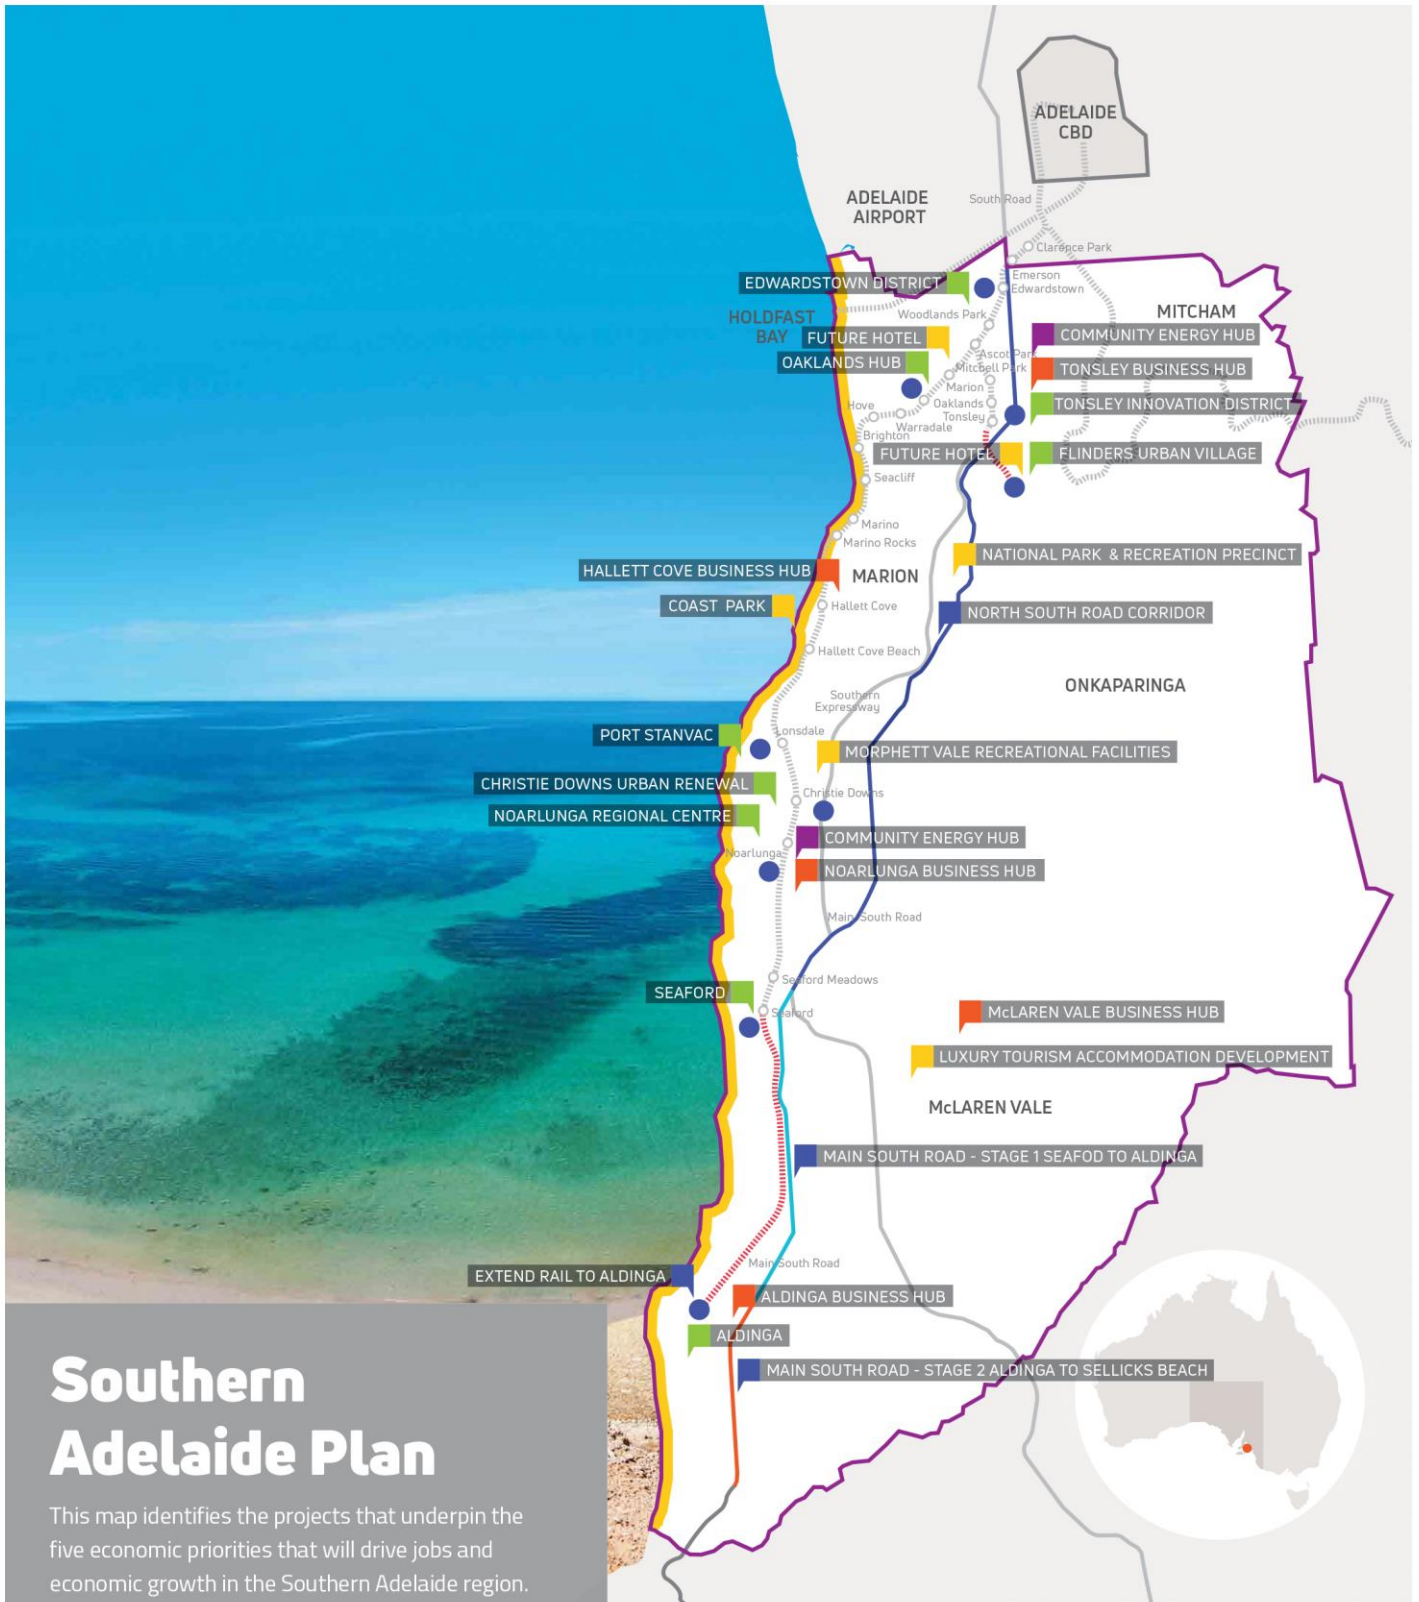 ADELAIDE
CBD
ADELAIDE
AIRPORT
South Road
Clarence Park
Emerson
Edwardstown
EDWARDSTOWN DISTRICT
HOLDFAST
BAY
Woodlands Park
MITCHAM
FUTURE HOTEL
COMMUNITY ENERGY HUB
OAKLANDS HUB
Ascot Park
Mitchell Park
TONSLEY BUSINESS HUB
Marion
Oaklands
Tonsley
TONSLEY INNOVATION DISTRICT
Hove
Warradale
Brighton
FUTURE HOTEL
FLINDERS URBAN VILLAGE
Seacliff
Marino
Marino Rocks
NATIONAL PARK & RECREATION PRECINCT
HALLETT COVE BUSINESS HUB
MARION
COAST PARK
Hallett Cove
NORTH SOUTH ROAD CORRIDOR
Hallett Cove Beach
ONKAPARINGA
Southern
Expressway
PORT STANVAC
Lonsdale
MORPHETT VALE RECREATIONAL FACILITIES
CHRISTIE DOWNS URBAN RENEWAL
Christie Downs
NOARLUNGA REGIONAL CENTRE
COMMUNITY ENERGY HUB
Noarlunga
NOARLUNGA BUSINESS HUB
Main South Road
Seaford Meadows
SEAFORD
Seaford
McLAREN VALE BUSINESS HUB
LUXURY TOURISM ACCOMMODATION DEVELOPMENT
McLAREN VALE
MAIN SOUTH ROAD - STAGE 1 SEAFOD TO ALDINGA
Main South Road
EXTEND RAIL TO ALDINGA
ALDINGA BUSINESS HUB
ALDINGA
MAIN SOUTH ROAD - STAGE 2 ALDINGA TO SELLICKS BEACH
Southern
Adelaide Plan
This map identifies the projects that underpin the
five economic priorities that will drive jobs and
economic growth in the Southern Adelaide region.